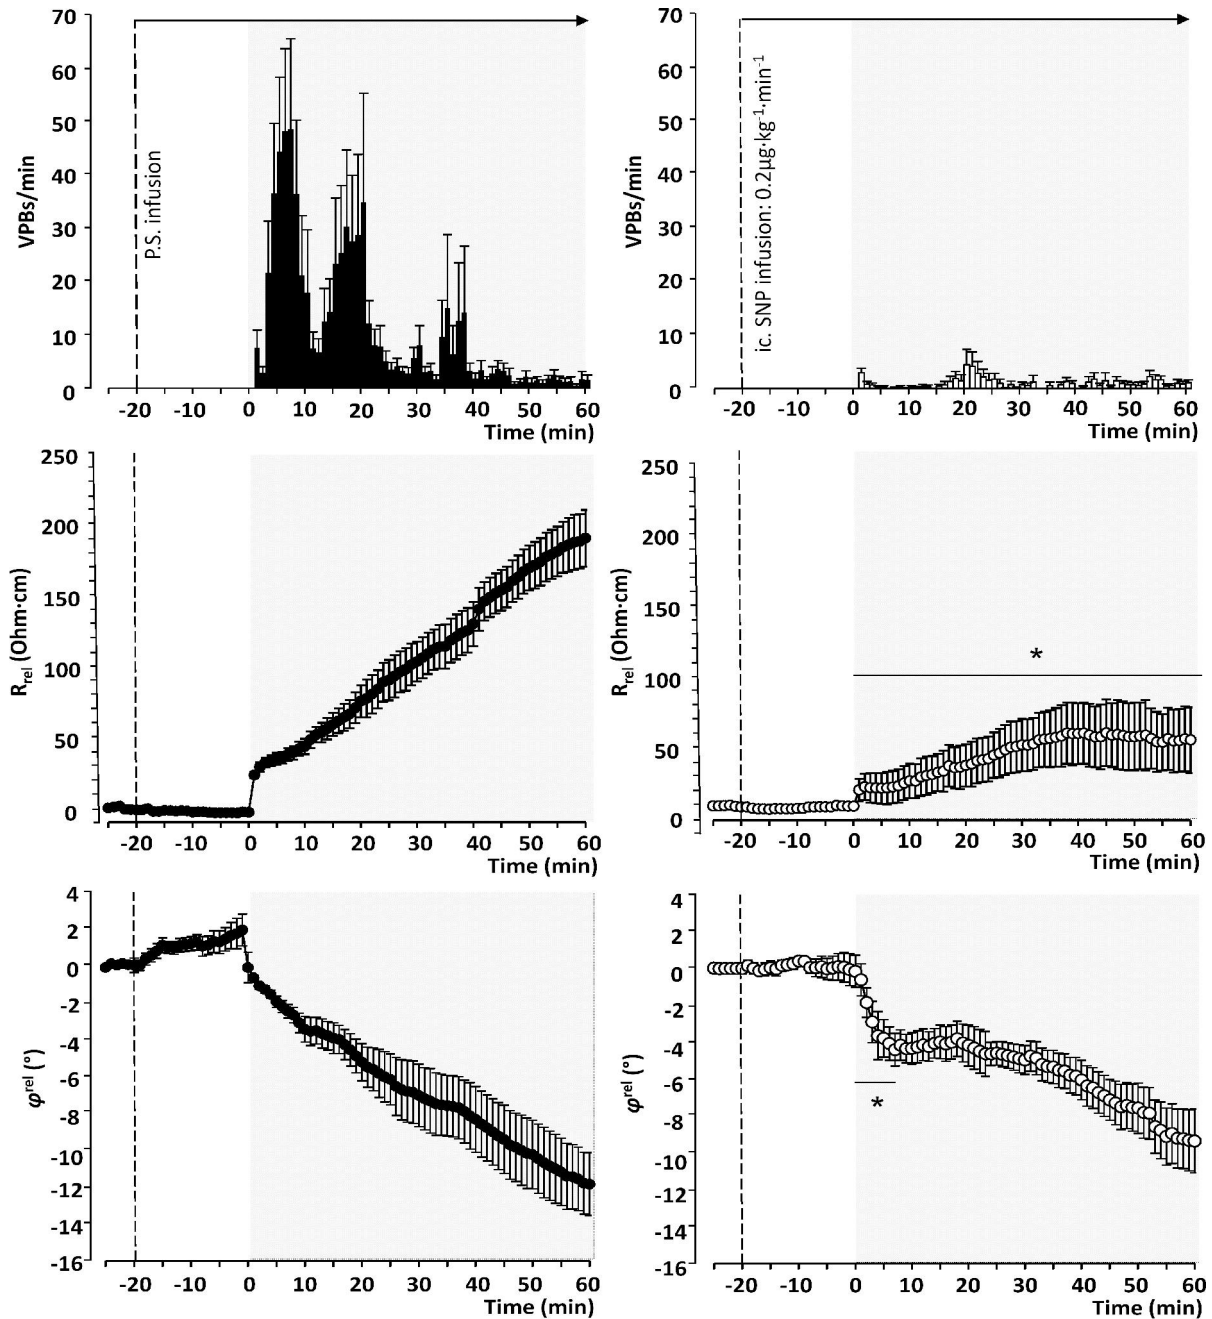 70
60
50
40
30
20
10
0
VPBs/min
P.S. infusion
-20 -10 0 10 20 30 40 50 60
Time (min)
70
60
50
40
30
20
10
0
VPBs/min
ic. SNP infusion: 0.2µg·kg⁻¹·min⁻¹
-20 -10 0 10 20 30 40 50 60
Time (min)
250
200
150
100
50
0
Rrel (Ohm·cm)
-20 -10 0 10 20 30 40 50 60
Time (min)
250
200
150
100
50
0
Rrel (Ohm·cm)
*
-20 -10 0 10 20 30 40 50 60
Time (min)
4
2
0
-2
-4
-6
-8
-10
-12
-14
-16
φrel (°)
-20 -10 0 10 20 30 40 50 60
Time (min)
4
2
0
-2
-4
-6
-8
-10
-12
-14
-16
φrel (°)
*
-20 -10 0 10 20 30 40 50 60
Time (min)